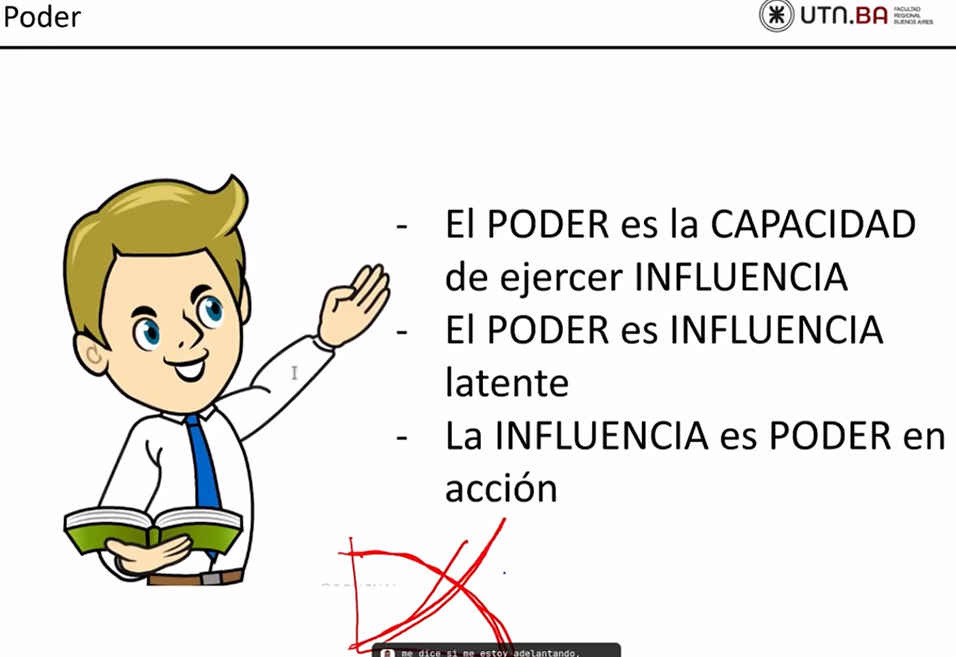 Poder
UTN.BA
FACULTAD
REGIONAL
BUENOS AIRES
- El PODER es la CAPACIDAD
de ejercer INFLUENCIA
- El PODER es INFLUENCIA
latente
- La INFLUENCIA es PODER en
acción
me dice si me estoy adelantando,